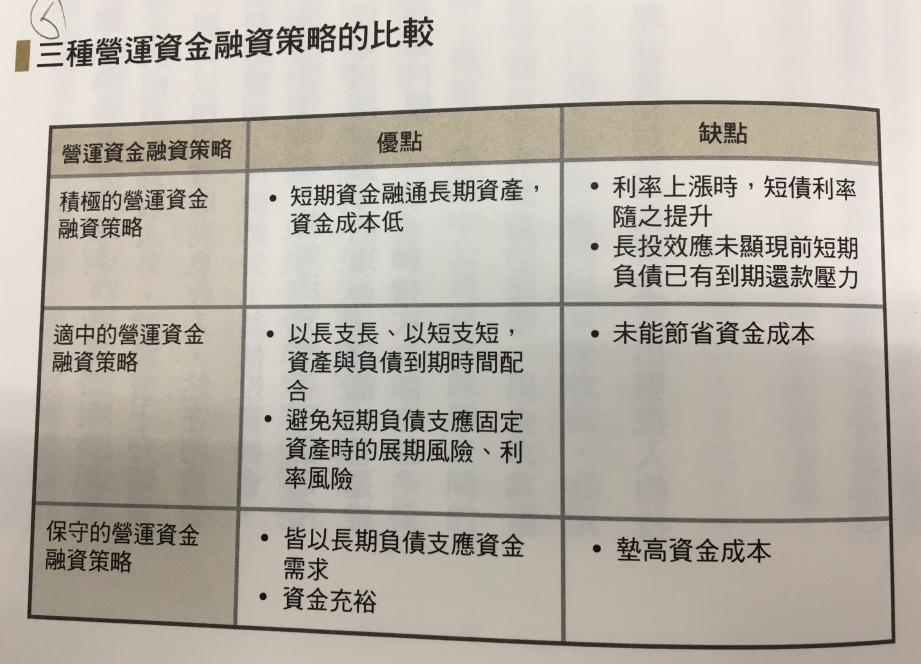 5
三種營運資金融資策略的比較
營運資金融資策略
優點
缺點
積極的營運資金
融資策略
• 短期資金融通長期資產，
資金成本低
• 利率上漲時，短債利率
隨之提升
• 長投效應未顯現前短期
負債已有到期還款壓力
適中的營運資金
融資策略
• 以長支長、以短支短，
資產與負債到期時間配
合
• 避免短期負債支應固定
資產時的展期風險、利
率風險
• 未能節省資金成本
保守的營運資金
融資策略
• 皆以長期負債支應資金
需求
• 資金充裕
• 墊高資金成本